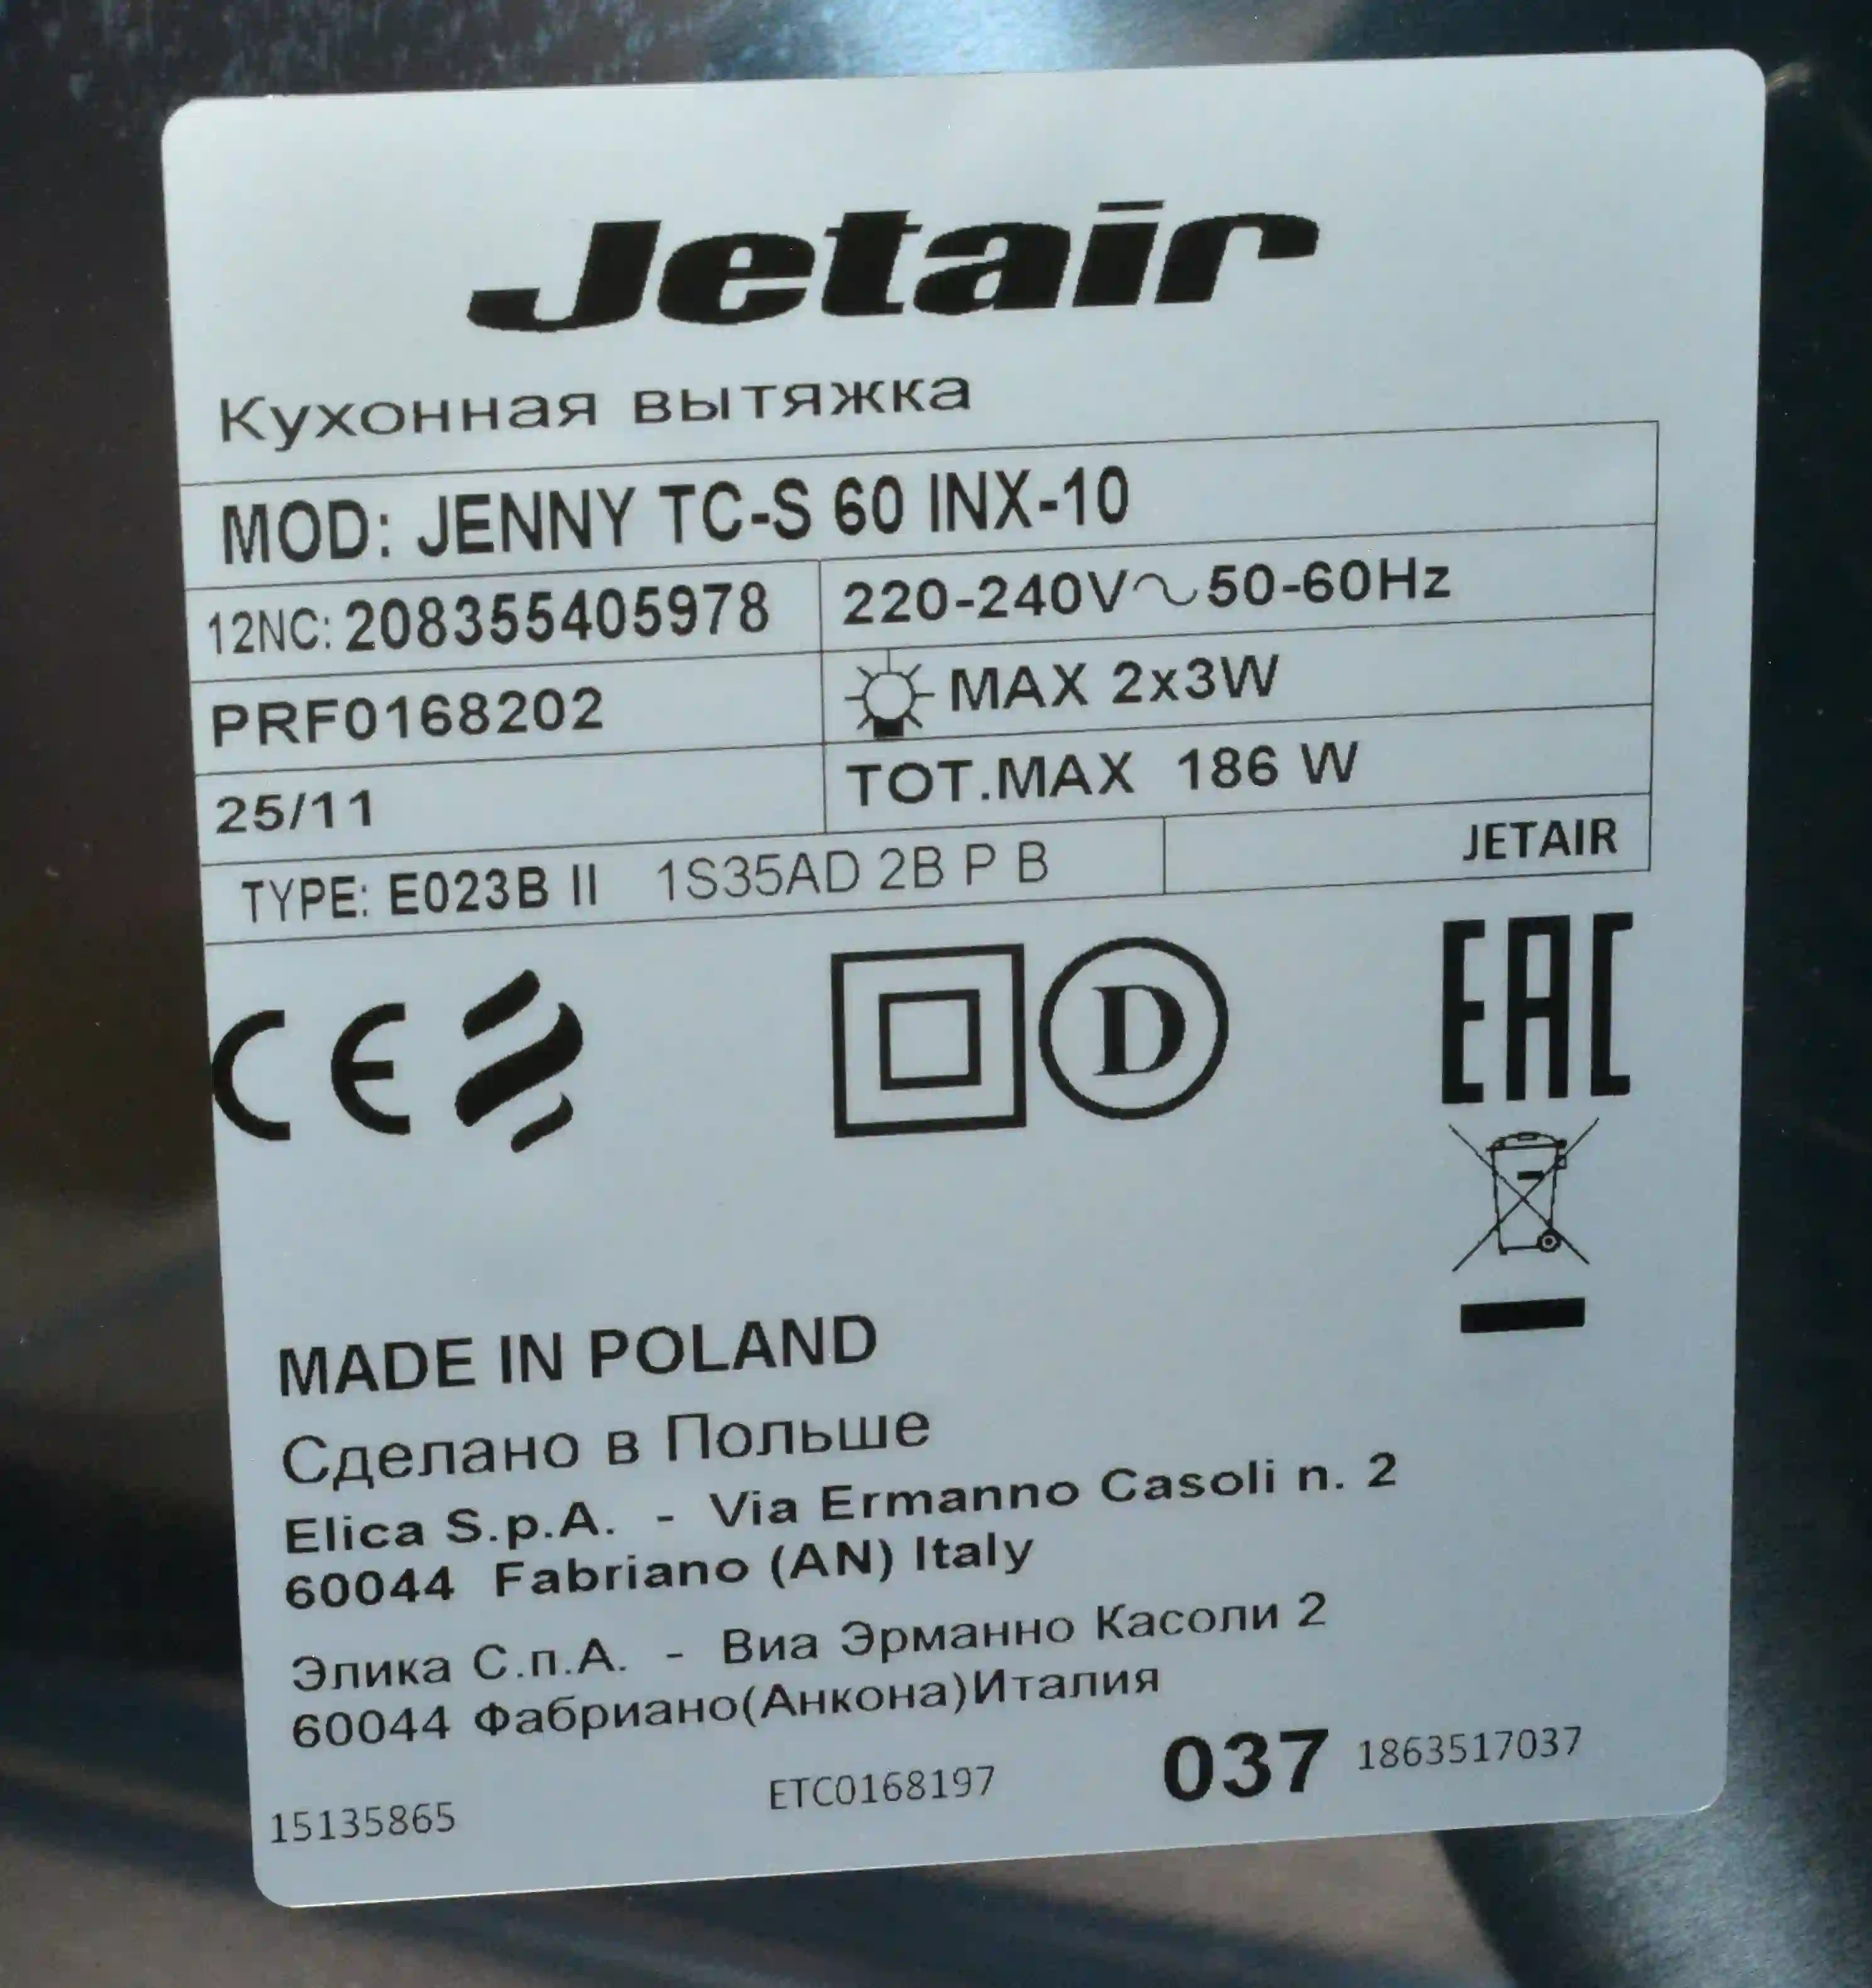 Jetair
Кухонная вытяжка
MOD: JENNY TC-S 60 INX-10
12NC: 208355405978 220-240V~50-60Hz
PRF0168202 MAX 2x3W
25/11 TOT.MAX 186 W
TYPE: E023B II 1S35AD 2B P B JETAIR
CE D EAC
MADE IN POLAND
Сделано в Польше
Elica S.p.A. - Via Ermanno Casoli n. 2
60044 Fabriano (AN) Italy
Элика С.п.А. - Виа Эрманно Касоли 2
60044 Фабриано(Анкона)Италия
15135865 ETC0168197 037 1863517037